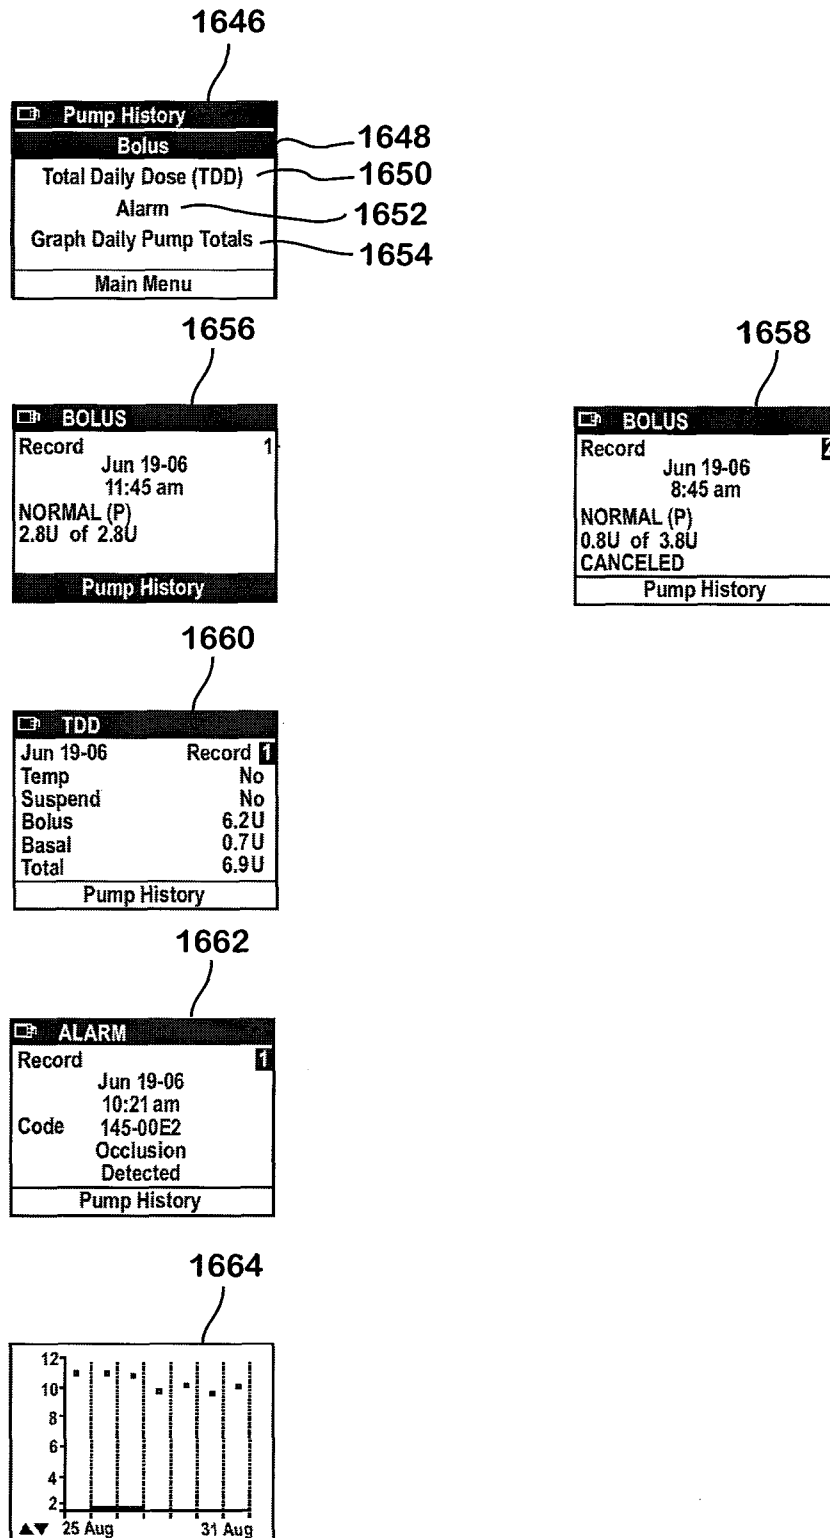 1646
Pump History
Bolus
1648
Total Daily Dose (TDD)
1650
Alarm
1652
Graph Daily Pump Totals
1654
Main Menu
1656
BOLUS
Record 1
Jun 19-06
11:45 am
NORMAL (P)
2.8U of 2.8U
Pump History
1658
BOLUS
Record 2
Jun 19-06
8:45 am
NORMAL (P)
0.8U of 3.8U
CANCELED
Pump History
1660
TDD
Jun 19-06 Record 1
Temp No
Suspend No
Bolus 6.2U
Basal 0.7U
Total 6.9U
Pump History
1662
ALARM
Record 1
Jun 19-06
10:21 am
Code 145-00E2
Occlusion
Detected
Pump History
1664
12
10
8
6
4
2
▲▼ 25 Aug 31 Aug